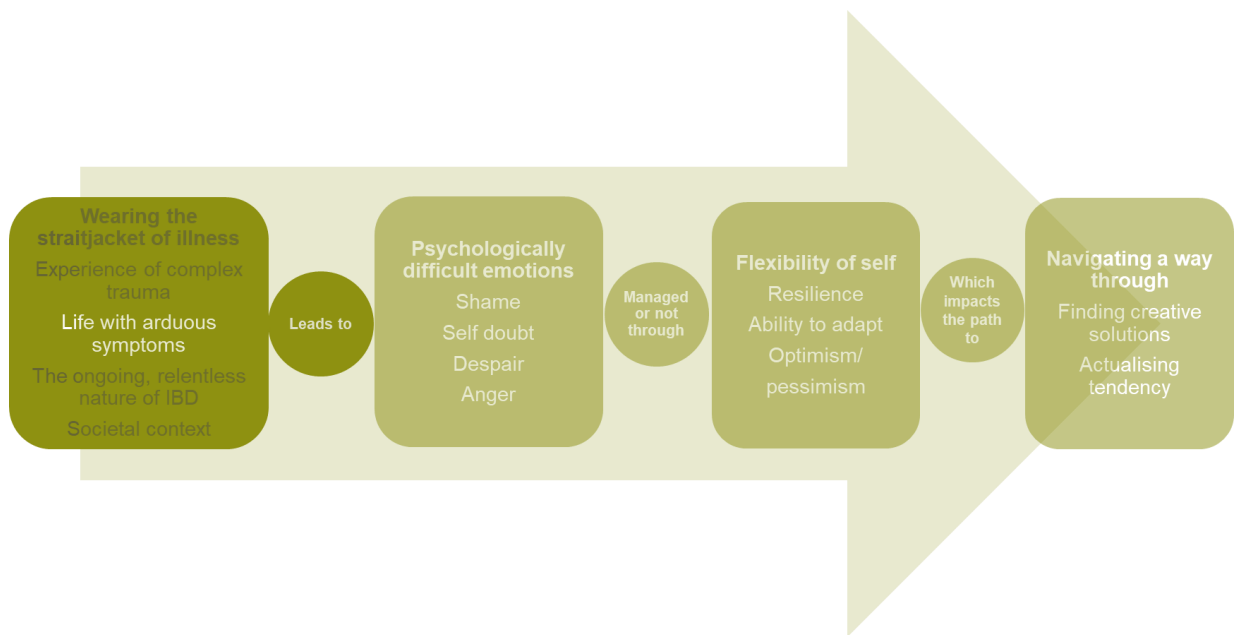 Wearing the
straitjacket of illness
Experience of complex
trauma
Life with arduous
symptoms
The ongoing, relentless
nature of IBD
Societal context
Leads to
Psychologically
difficult emotions
Shame
Self doubt
Despair
Anger
Managed
or not
through
Flexibility of self
Resilience
Ability to adapt
Optimism/
pessimism
Which
impacts
the path
to
Navigating a way
through
Finding creative
solutions
Actualising
tendency